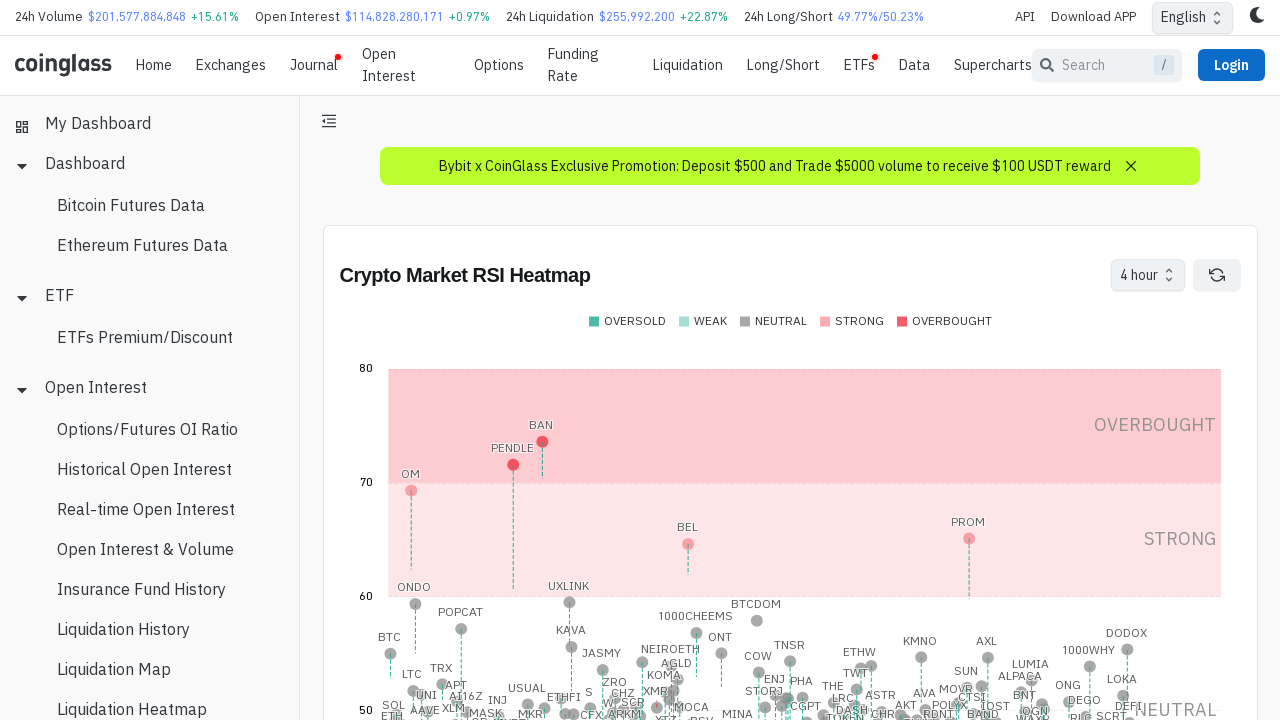 24h Volume $201,577,884,848 +15.61% Open Interest $114,828,280,171 +0.97% 24h Liquidation $255,992,200 +22.87% 24h Long/Short 49.77%/50.23% API Download APP English
coinglass Home Exchanges Journal Open Interest Options Funding Rate Liquidation Long/Short ETFs Data Supercharts Search / Login
My Dashboard
Dashboard
Bitcoin Futures Data
Ethereum Futures Data
ETF
ETFs Premium/Discount
Open Interest
Options/Futures OI Ratio
Historical Open Interest
Real-time Open Interest
Open Interest & Volume
Insurance Fund History
Liquidation History
Liquidation Map
Liquidation Heatmap
Bybit x CoinGlass Exclusive Promotion: Deposit $500 and Trade $5000 volume to receive $100 USDT reward
Crypto Market RSI Heatmap 4 hour
OVERSOLD WEAK NEUTRAL STRONG OVERBOUGHT
80
OVERBOUGHT
BAN
PENDLE
OM
70
PROM
BEL
STRONG
ONDO UXLINK
60
BTCDOM
POPCAT 1000CHEEMS
KAVA
BTC ONT DODOX
TNSR KMNO AXL
NEIROETH 1000WHY
JASMY COW ETHW
AGLD LUMIA
LTC TRX KOMA TWT SUN ALPACA
ENJ PHA
APT ZRO ONG LOKA
USUAL S CHZ XMR STORJ THE MOVR
UNI AI16Z ETHFI LRC ASTR AVA CTSI BNT
INJ DEGO
SOL XLM MOCA CGPT AKT POLYX IOST DEFI
AAVE MASK DASH
50 ETH MKR CFX ARKM MINA CHR RDNT BAND OGN SCRT NEUTRAL